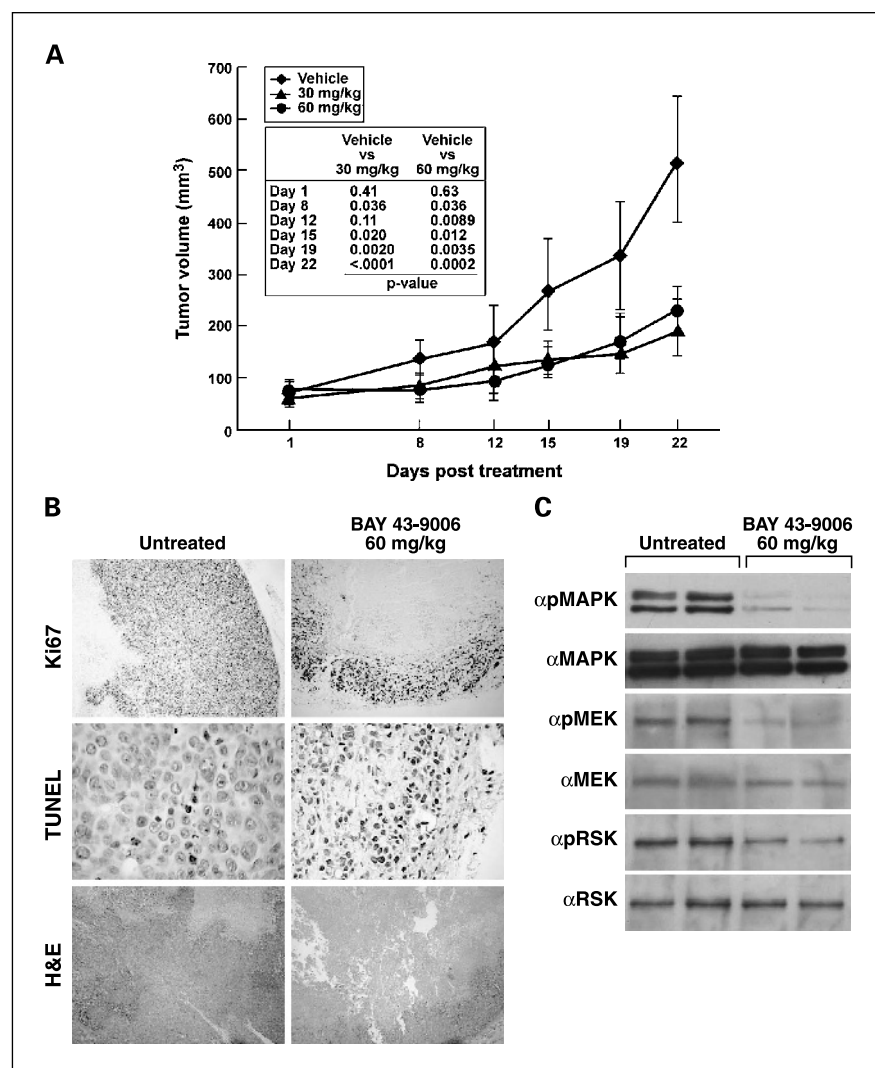 A
Tumor volume (mm³)
700
600
500
400
300
200
100
0
Vehicle
30 mg/kg
60 mg/kg
Vehicle Vehicle
vs vs
30 mg/kg 60 mg/kg
Day 1 0.41 0.63
Day 8 0.036 0.036
Day 12 0.11 0.0089
Day 15 0.020 0.012
Day 19 0.0020 0.0035
Day 22 <.0001 0.0002
p-value
1 8 12 15 19 22
Days post treatment
B
Untreated
BAY 43-9006
60 mg/kg
Ki67
TUNEL
H&E
C
Untreated
BAY 43-9006
60 mg/kg
αpMAPK
αMAPK
αpMEK
αMEK
αpRSK
αRSK